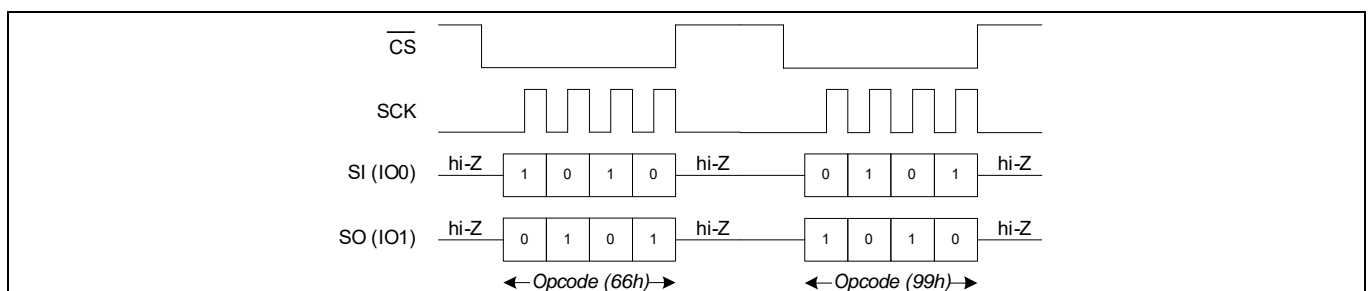 CS
SCK
SI (IO0) hi-Z 1 0 1 0 hi-Z 0 1 0 1 hi-Z
SO (IO1) hi-Z 0 1 0 1 hi-Z 1 0 1 0 hi-Z
Opcode (66h) Opcode (99h)